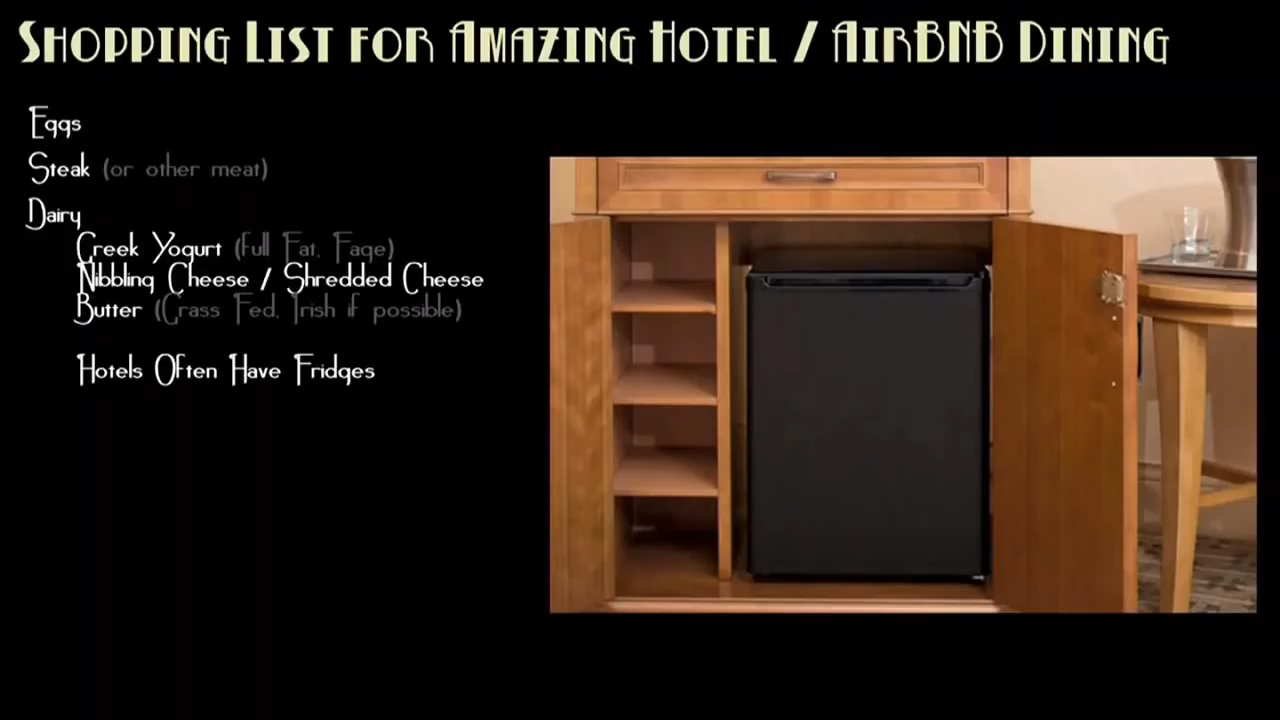 Shopping List for Amazing Hotel / AirBNB Dining
Eggs
Steak (or other meat)
Dairy
Greek Yogurt (Full Fat, Fage)
Nibbling Cheese / Shredded Cheese
Butter (Grass Fed, Irish if possible)
Hotels Often Have Fridges